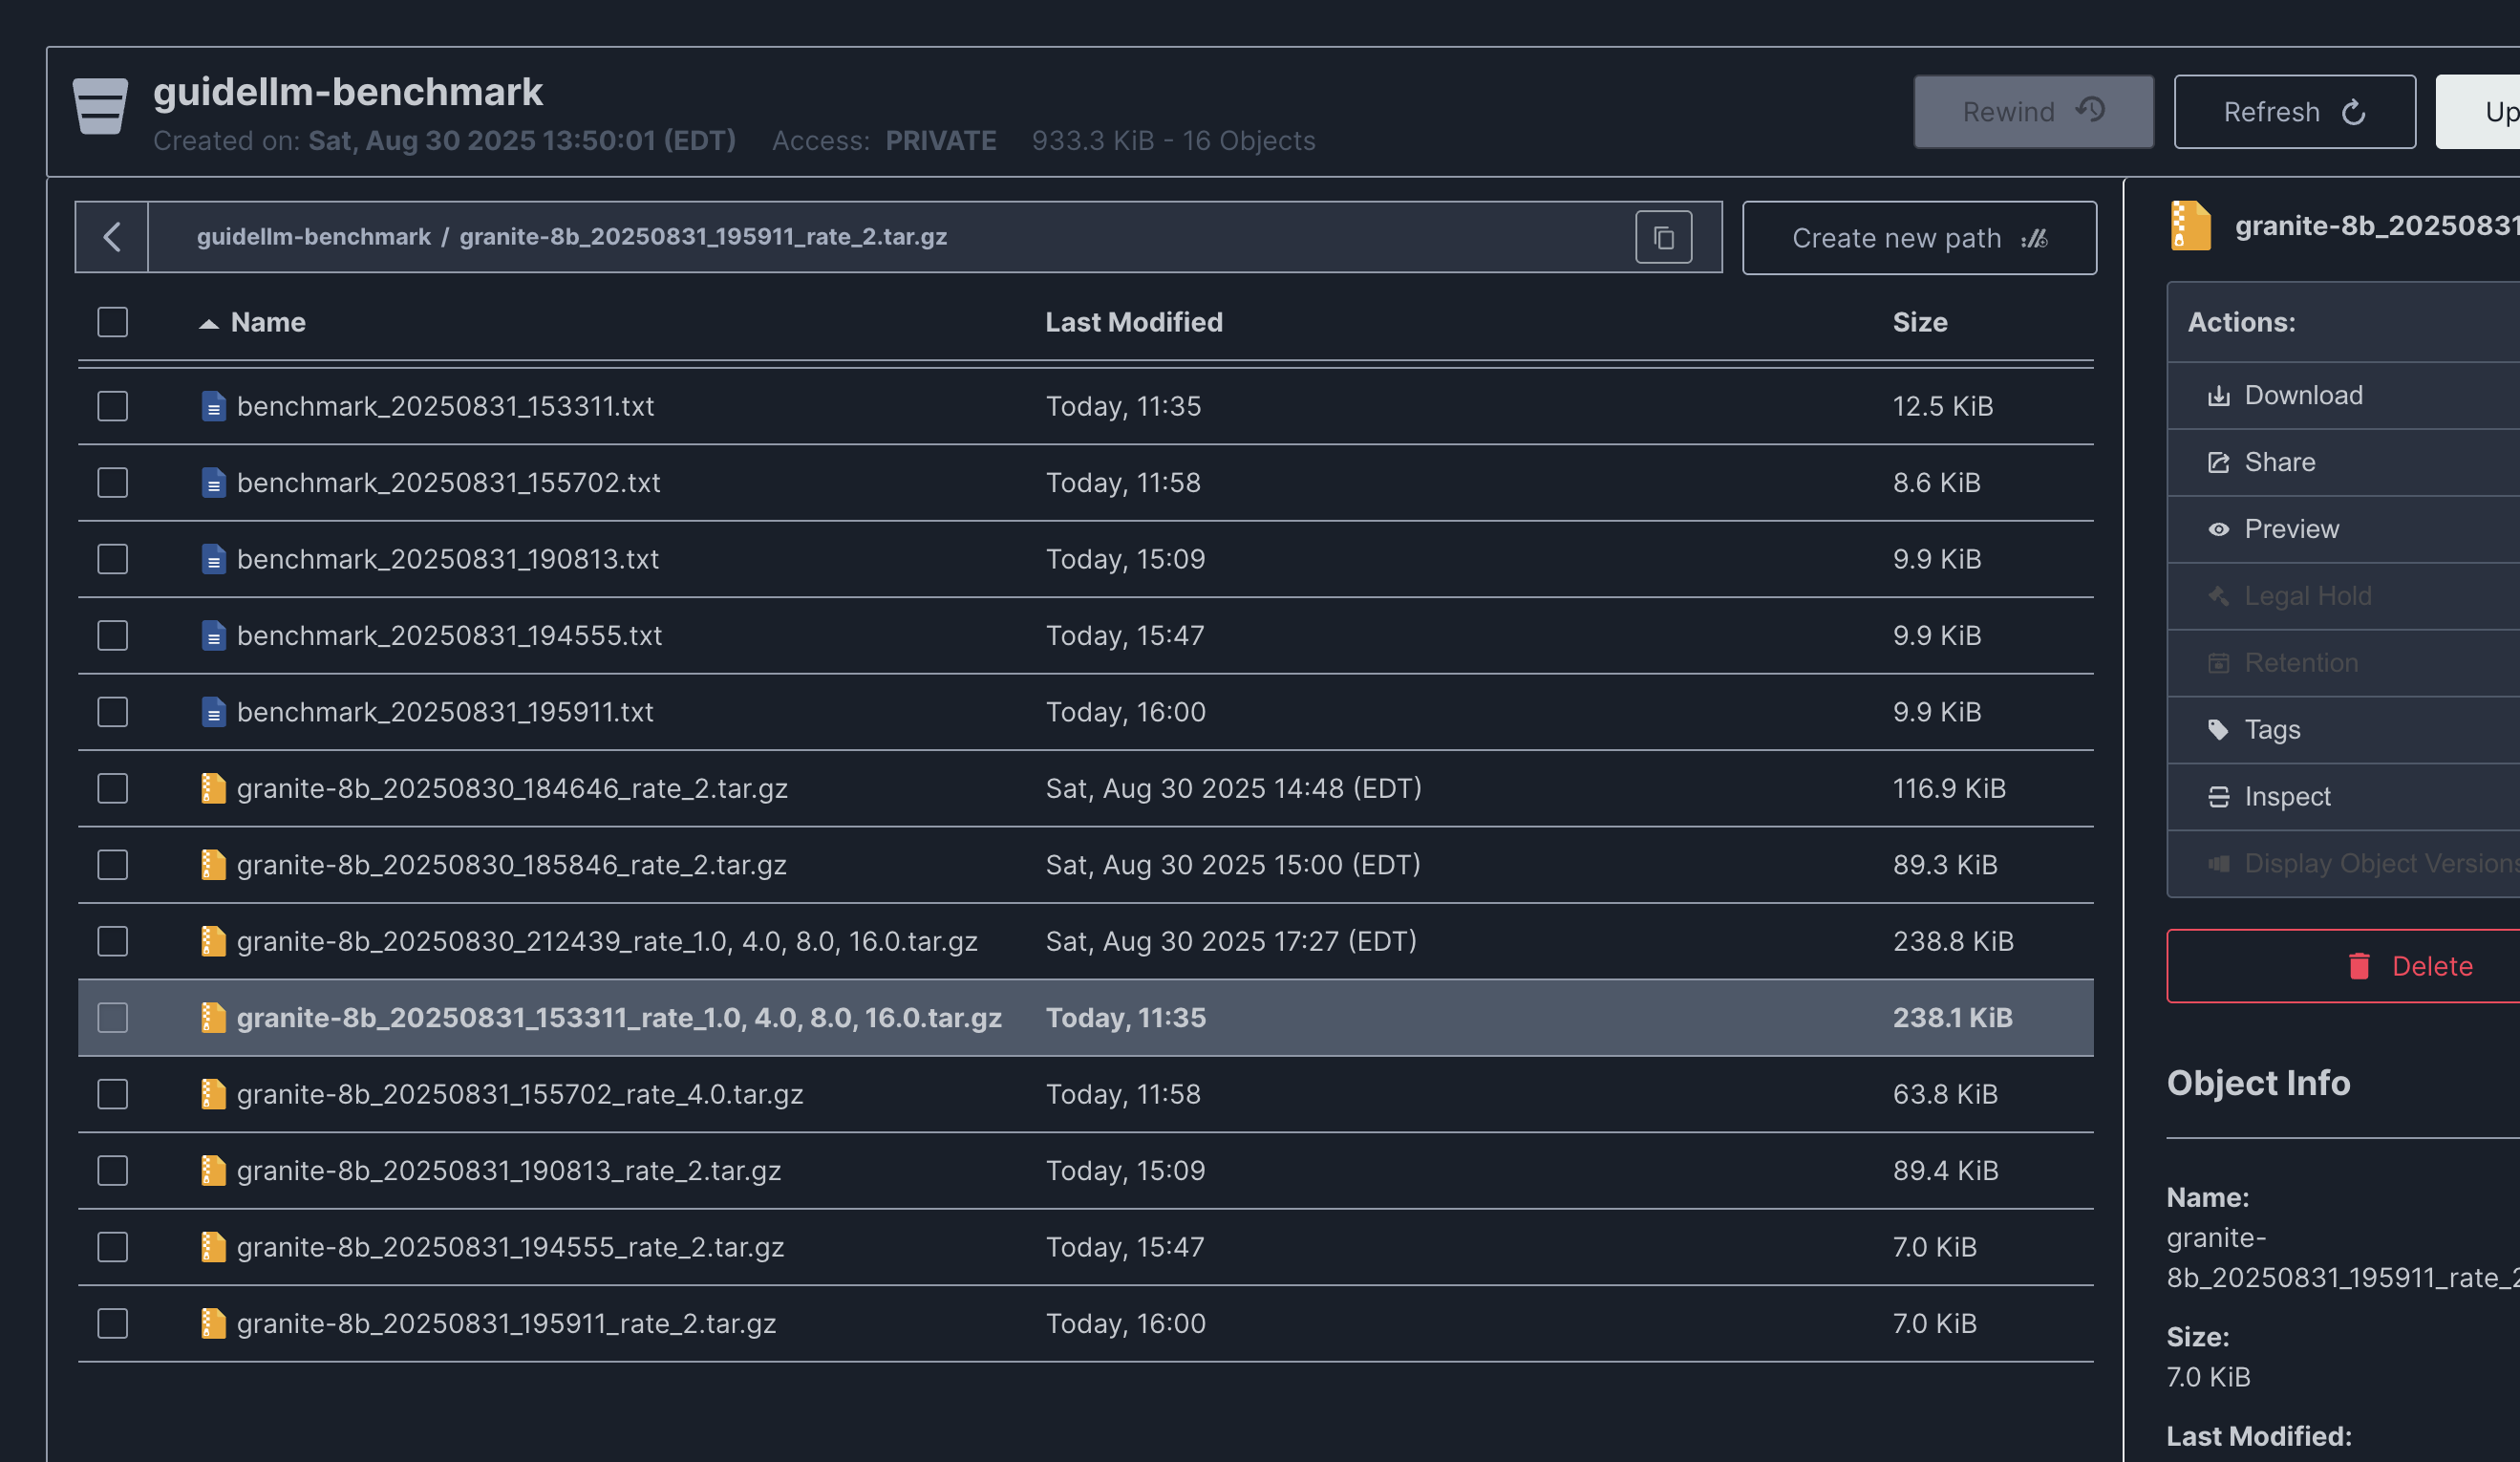 guidellm-benchmark
Created on: Sat, Aug 30 2025 13:50:01 (EDT) Access: PRIVATE 933.3 KiB - 16 Objects
Rewind
Refresh
guidellm-benchmark / granite-8b_20250831_195911_rate_2.tar.gz
Create new path
Name Last Modified Size
benchmark_20250831_153311.txt Today, 11:35 12.5 KiB
benchmark_20250831_155702.txt Today, 11:58 8.6 KiB
benchmark_20250831_190813.txt Today, 15:09 9.9 KiB
benchmark_20250831_194555.txt Today, 15:47 9.9 KiB
benchmark_20250831_195911.txt Today, 16:00 9.9 KiB
granite-8b_20250830_184646_rate_2.tar.gz Sat, Aug 30 2025 14:48 (EDT) 116.9 KiB
granite-8b_20250830_185846_rate_2.tar.gz Sat, Aug 30 2025 15:00 (EDT) 89.3 KiB
granite-8b_20250830_212439_rate_1.0, 4.0, 8.0, 16.0.tar.gz Sat, Aug 30 2025 17:27 (EDT) 238.8 KiB
granite-8b_20250831_153311_rate_1.0, 4.0, 8.0, 16.0.tar.gz Today, 11:35 238.1 KiB
granite-8b_20250831_155702_rate_4.0.tar.gz Today, 11:58 63.8 KiB
granite-8b_20250831_190813_rate_2.tar.gz Today, 15:09 89.4 KiB
granite-8b_20250831_194555_rate_2.tar.gz Today, 15:47 7.0 KiB
granite-8b_20250831_195911_rate_2.tar.gz Today, 16:00 7.0 KiB
granite-8b_20250831
Actions:
Download
Share
Preview
Legal Hold
Retention
Tags
Inspect
Display Object Versions
Delete
Object Info
Name:
granite-
8b_20250831_195911_rate_2
Size:
7.0 KiB
Last Modified: